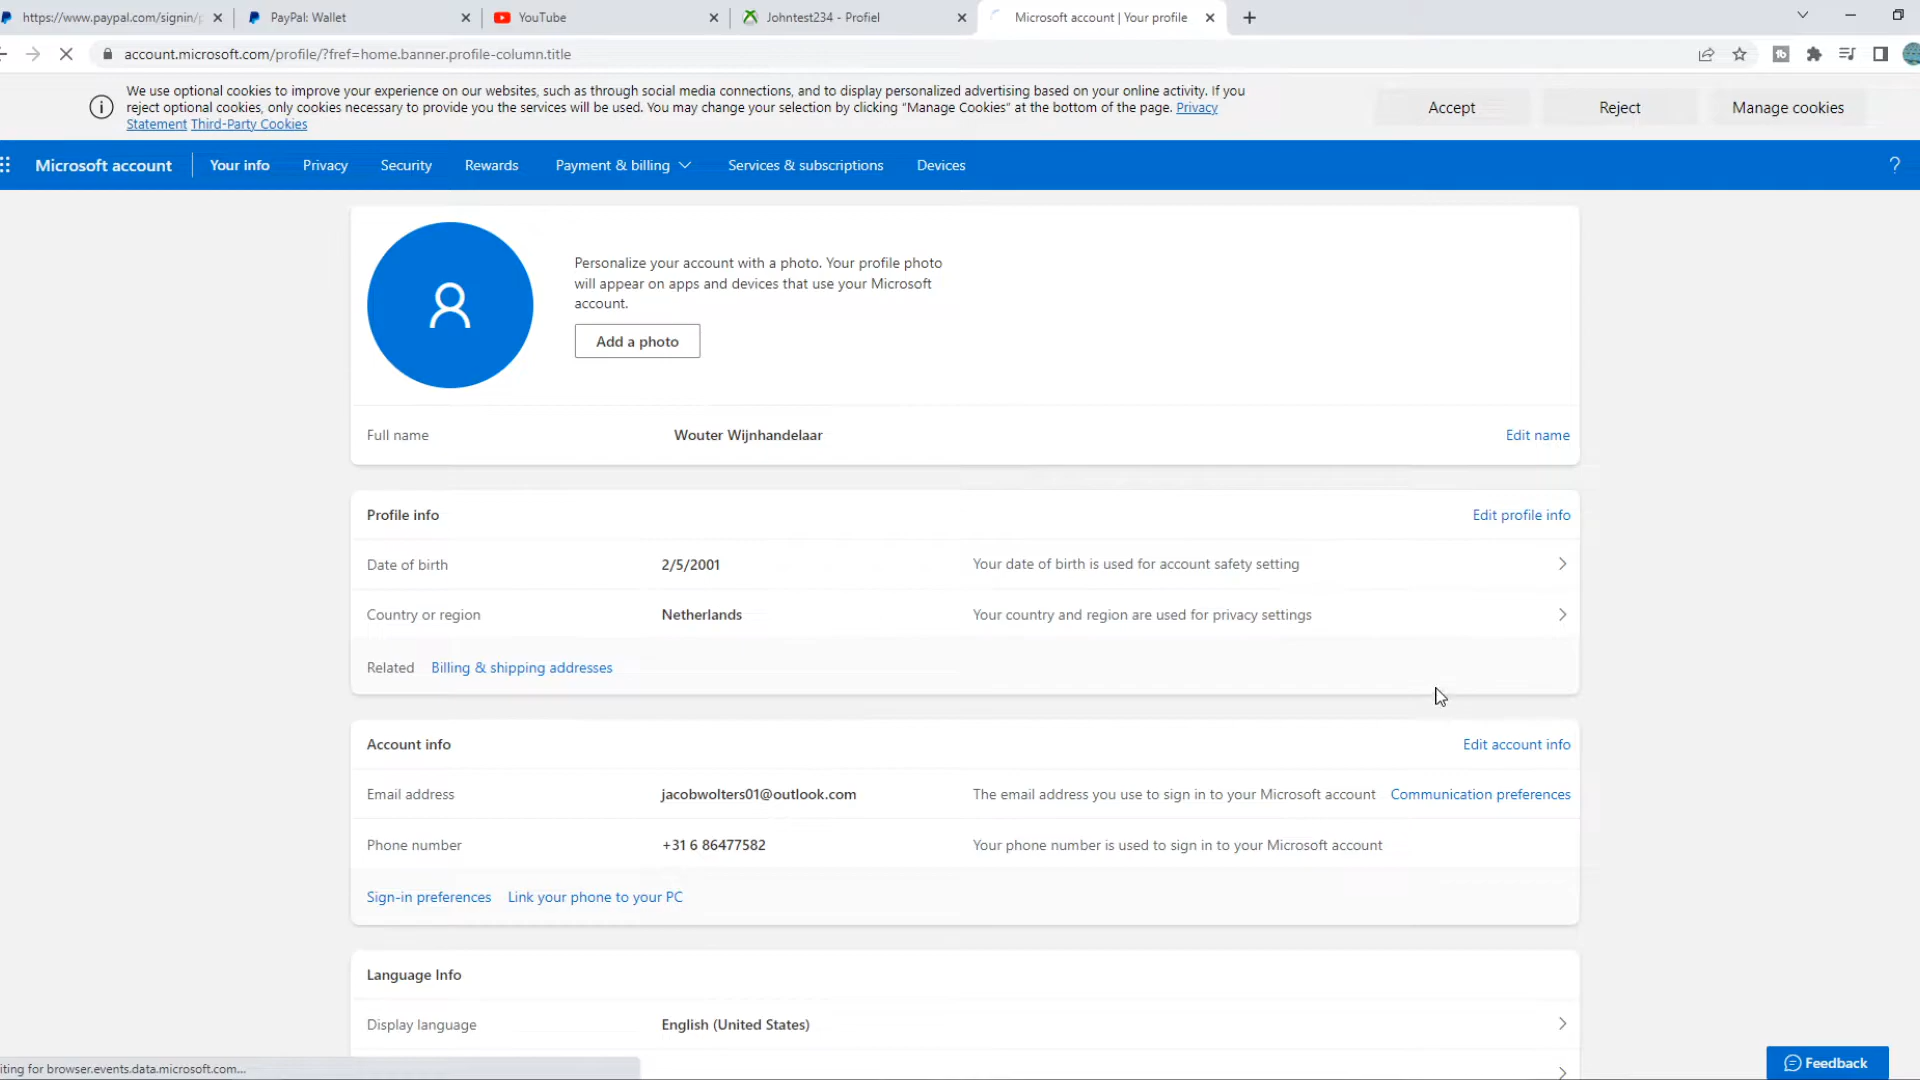 https://www.paypal.com/signin/p
PayPal: Wallet
YouTube
Johntest234 - Profiel
Microsoft account | Your profile
account.microsoft.com/profile/?fref=home.banner.profile-column.title
We use optional cookies to improve your experience on our websites, such as through social media connections, and to display personalized advertising based on your online activity. If you
reject optional cookies, only cookies necessary to provide you the services will be used. You may change your selection by clicking "Manage Cookies" at the bottom of the page. Privacy
Statement Third-Party Cookies
Accept
Reject
Manage cookies
Microsoft account
Your info
Privacy
Security
Rewards
Payment & billing
Services & subscriptions
Devices
?
Personalize your account with a photo. Your profile photo
will appear on apps and devices that use your Microsoft
account.
Add a photo
Full name
Wouter Wijnhandelaar
Edit name
Profile info
Edit profile info
Date of birth
2/5/2001
Your date of birth is used for account safety setting
Country or region
Netherlands
Your country and region are used for privacy settings
Related
Billing & shipping addresses
Account info
Edit account info
Email address
jacobwolters01@outlook.com
The email address you use to sign in to your Microsoft account
Communication preferences
Phone number
+31 6 86477582
Your phone number is used to sign in to your Microsoft account
Sign-in preferences
Link your phone to your PC
Language Info
Display language
English (United States)
iting for browser.events.data.microsoft.com...
Feedback